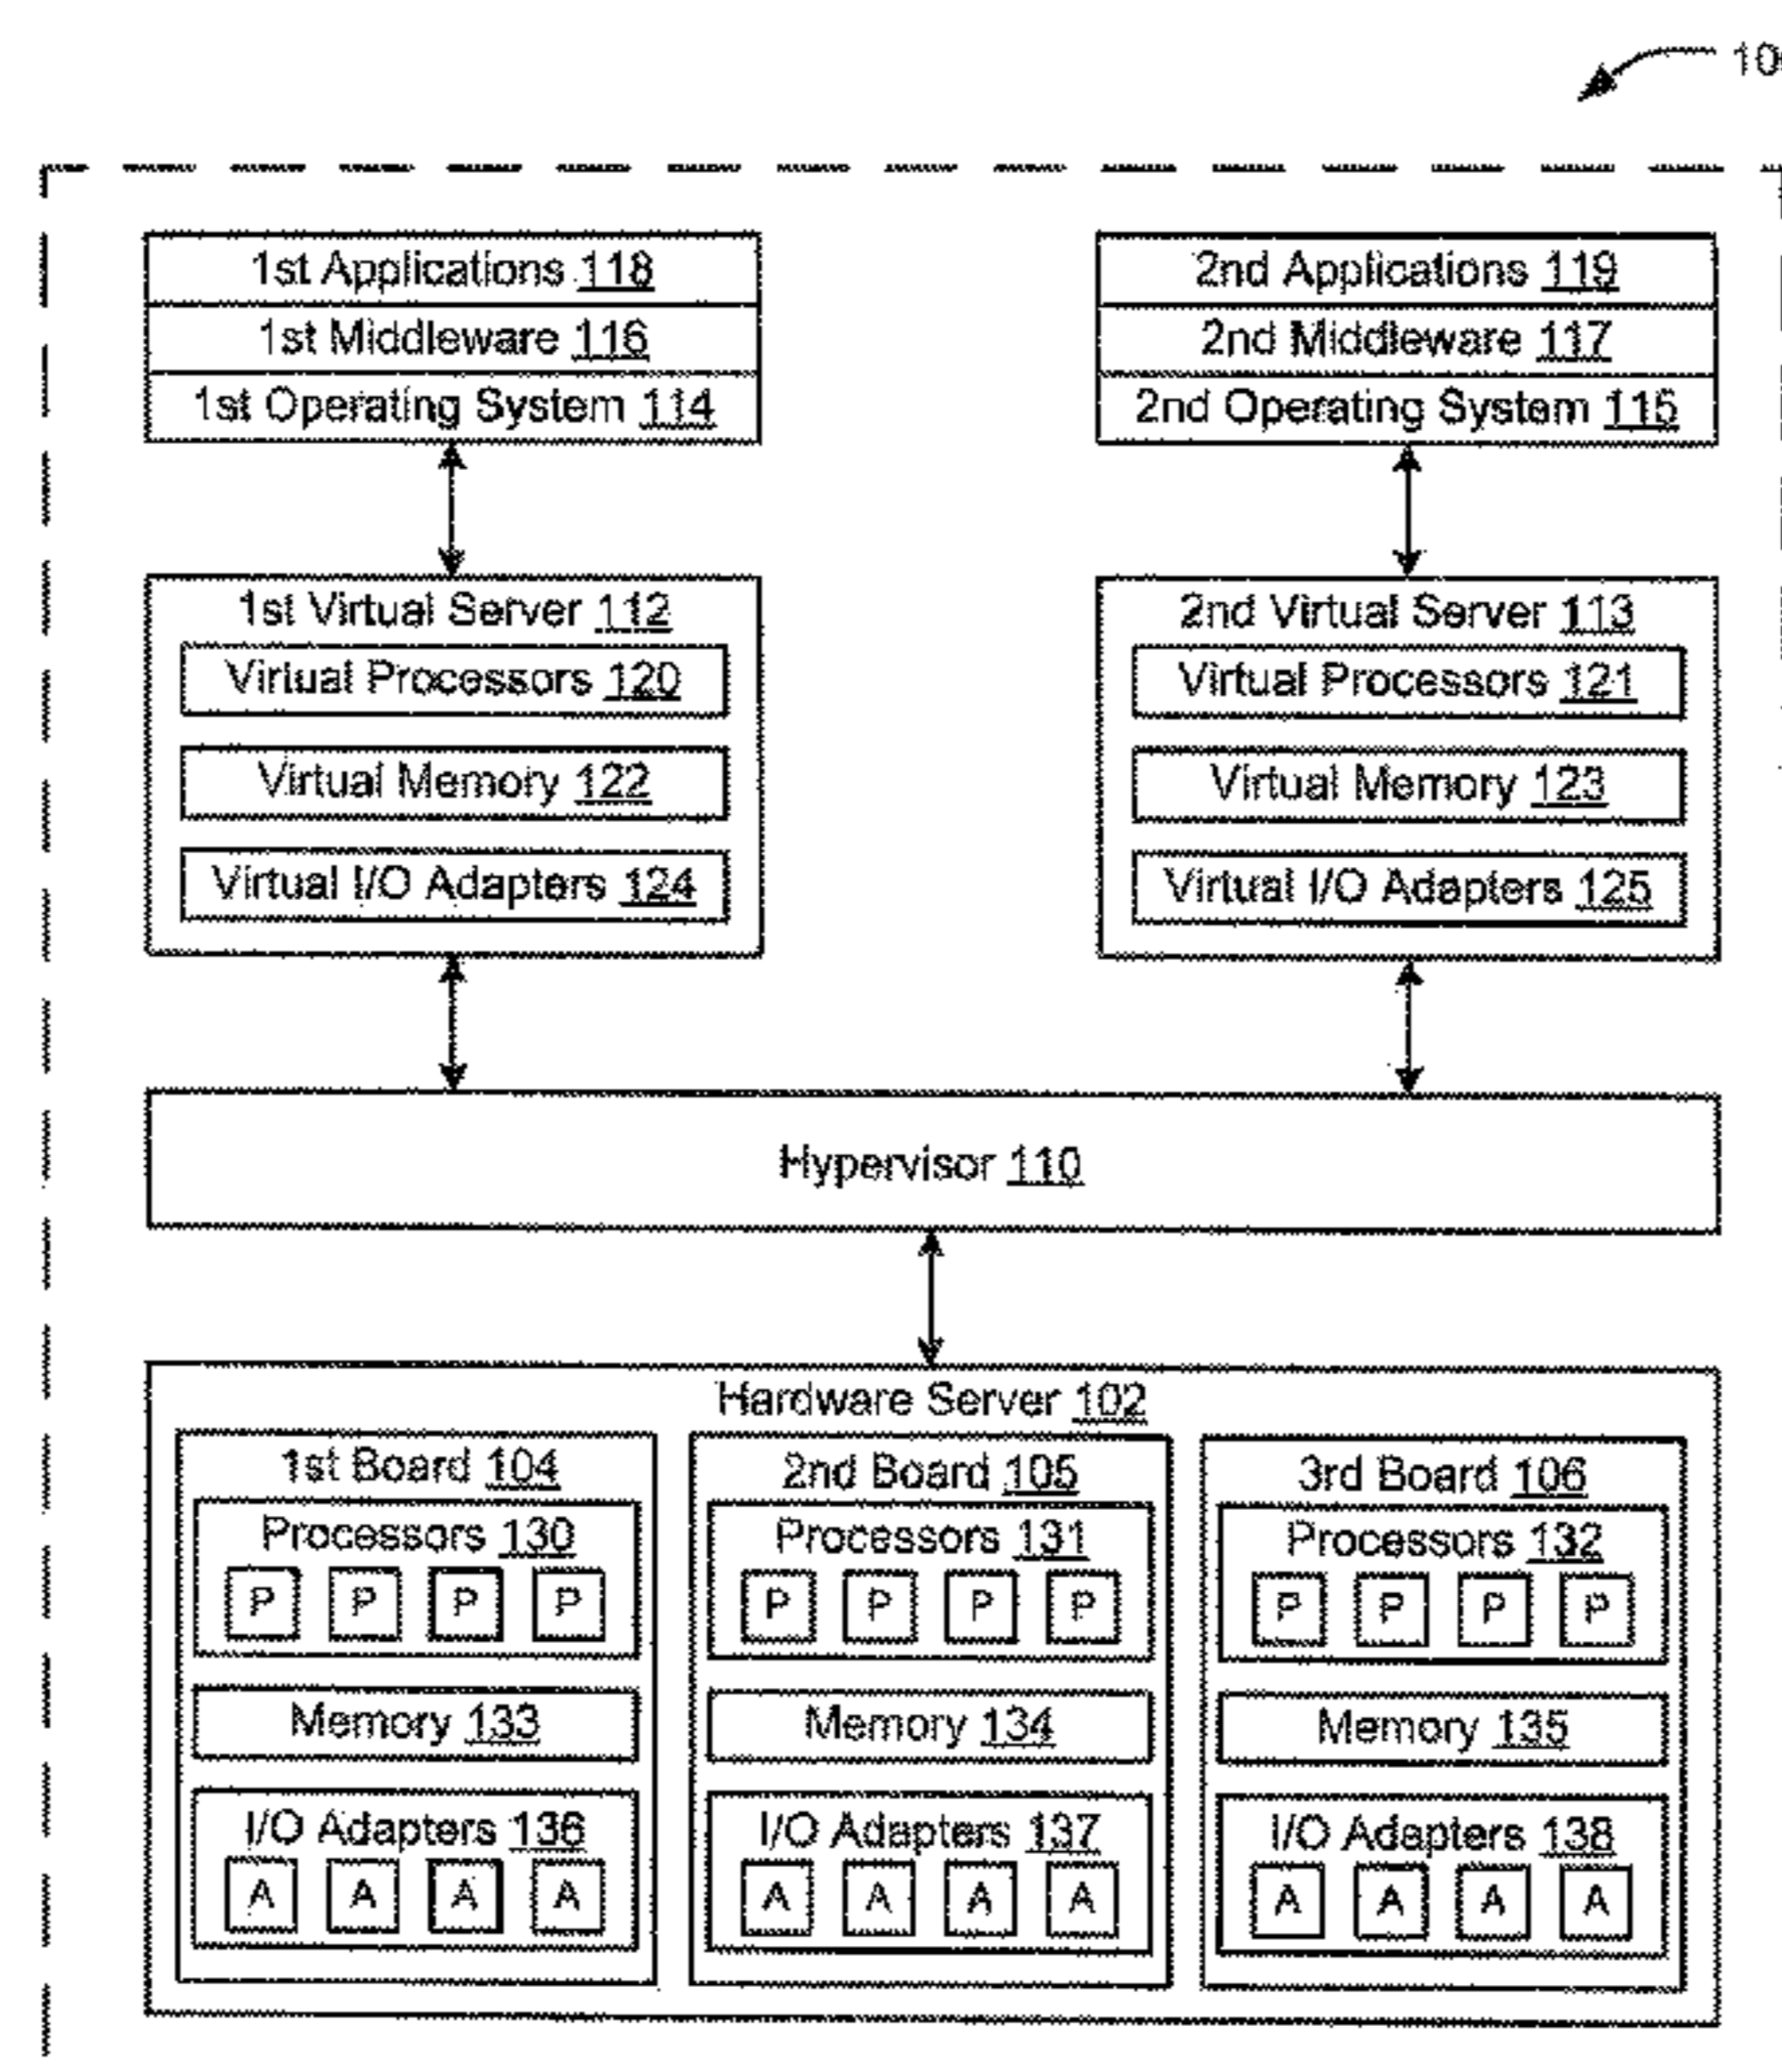 10
1st Applications 118
1st Middleware 116
1st Operating System 114
2nd Applications 119
2nd Middleware 117
2nd Operating System 115
1st Virtual Server 112
Virtual Processors 120
Virtual Memory 122
Virtual I/O Adapters 124
2nd Virtual Server 113
Virtual Processors 121
Virtual Memory 123
Virtual I/O Adapters 125
Hypervisor 110
Hardware Server 102
1st Board 104
Processors 130
P P P P
Memory 133
I/O Adapters 136
A A A A
2nd Board 105
Processors 131
P P P P
Memory 134
I/O Adapters 137
A A A A
3rd Board 106
Processors 132
P P P P
Memory 135
I/O Adapters 138
A A A A